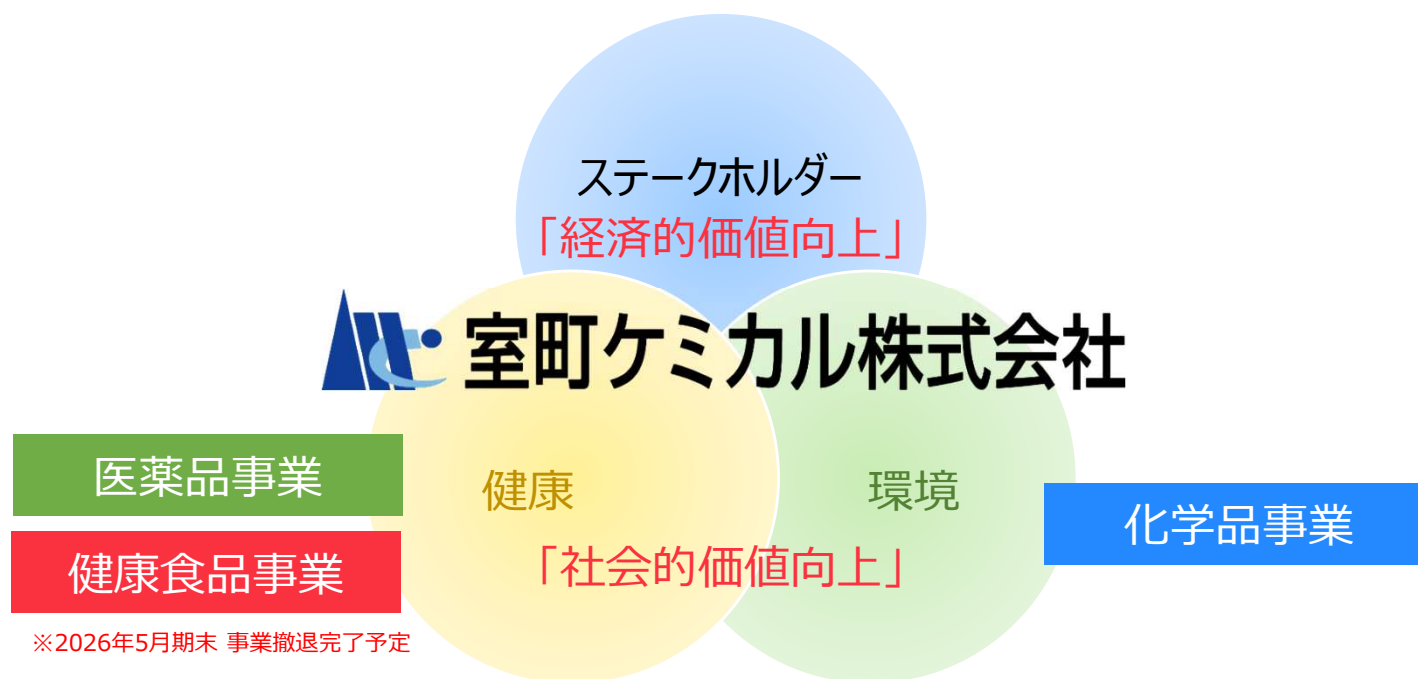 ステークホルダー
「経済的価値向上」
室町ケミカル株式会社
医薬品事業
健康
環境
化学品事業
健康食品事業
「社会的価値向上」
※2026年5月期末 事業撤退完了予定